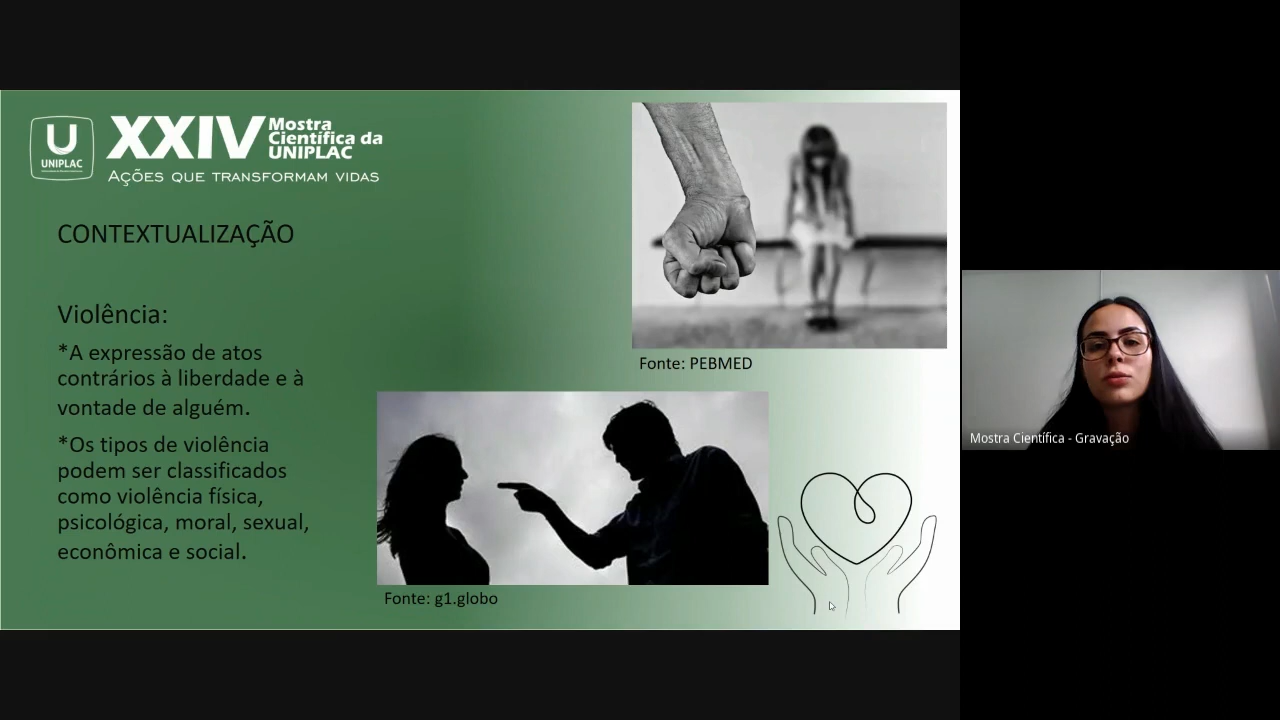 U
UNIPLAC
XXIV
Mostra
Científica da
UNIPLAC
AÇÕES QUE TRANSFORMAM VIDAS
CONTEXTUALIZAÇÃO
Violência:
*A expressão de atos
contrários à liberdade e à
vontade de alguém.
*Os tipos de violência
podem ser classificados
como violência física,
psicológica, moral, sexual,
econômica e social.
Fonte: PEBMED
Fonte: g1.globo
Mostra Científica - Gravação